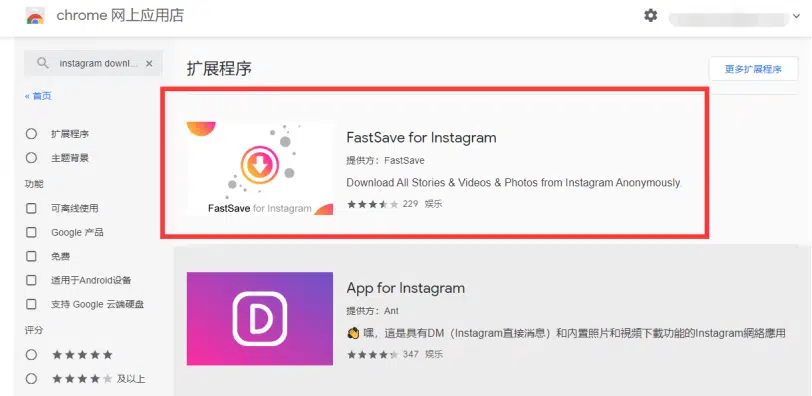 chrome 网上应用店
instagram downl...
« 首页
扩展程序
主题背景
功能
可离线使用
Google 产品
免费
适用于Android设备
支持 Google 云端硬盘
评分
及以上
扩展程序
更多扩展程序
FastSave for Instagram
FastSave for Instagram
提供方: FastSave
Download All Stories & Videos & Photos from Instagram Anonymously.
229 娱乐
D
App for Instagram
提供方: Ant
嘿，這是具有DM（Instagram直接消息）和內置照片和視頻下載功能的Instagram網絡應用
347 娱乐